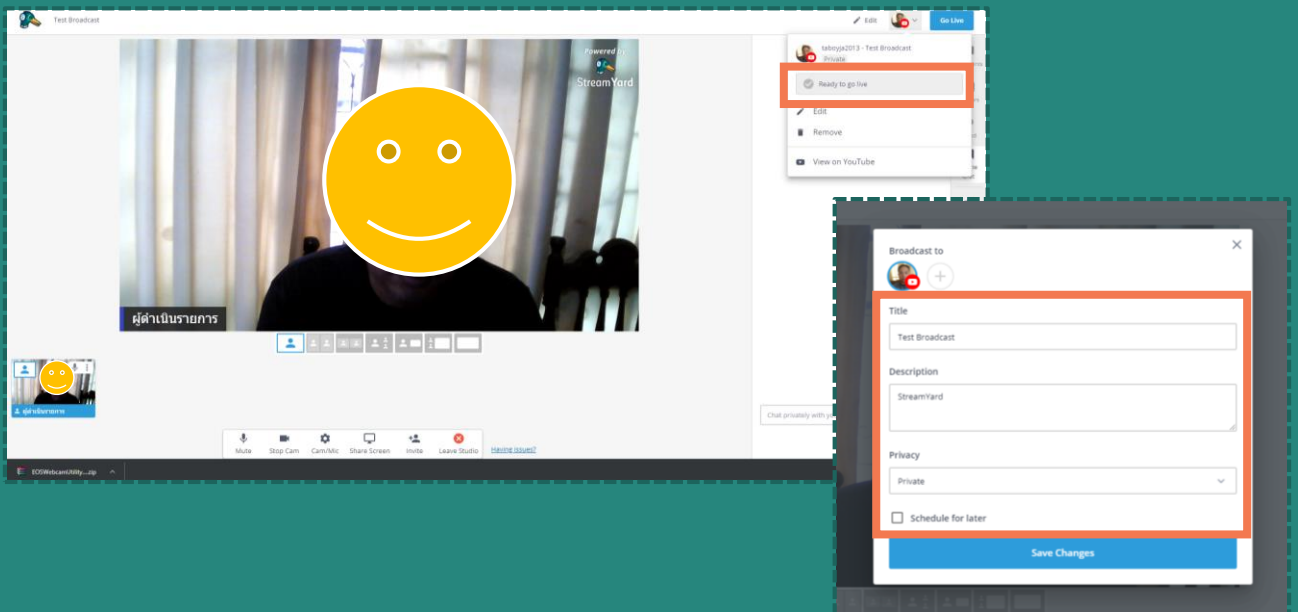 Test Broadcast
Edit
Go Live
Powered by
StreamYard
ผู้ดำเนินรายการ
taboyja2013 - Test Broadcast
Private
Ready to go live
Edit
Remove
View on YouTube
ผู้ดำเนินรายการ
Chat privately with
Mute
Stop Cam
Cam/Mic
Share Screen
Invite
Leave Studio
Having issues?
EOSWebcamUtility....zip
Broadcast to
Title
Test Broadcast
Description
StreamYard
Privacy
Private
Schedule for later
Save Changes